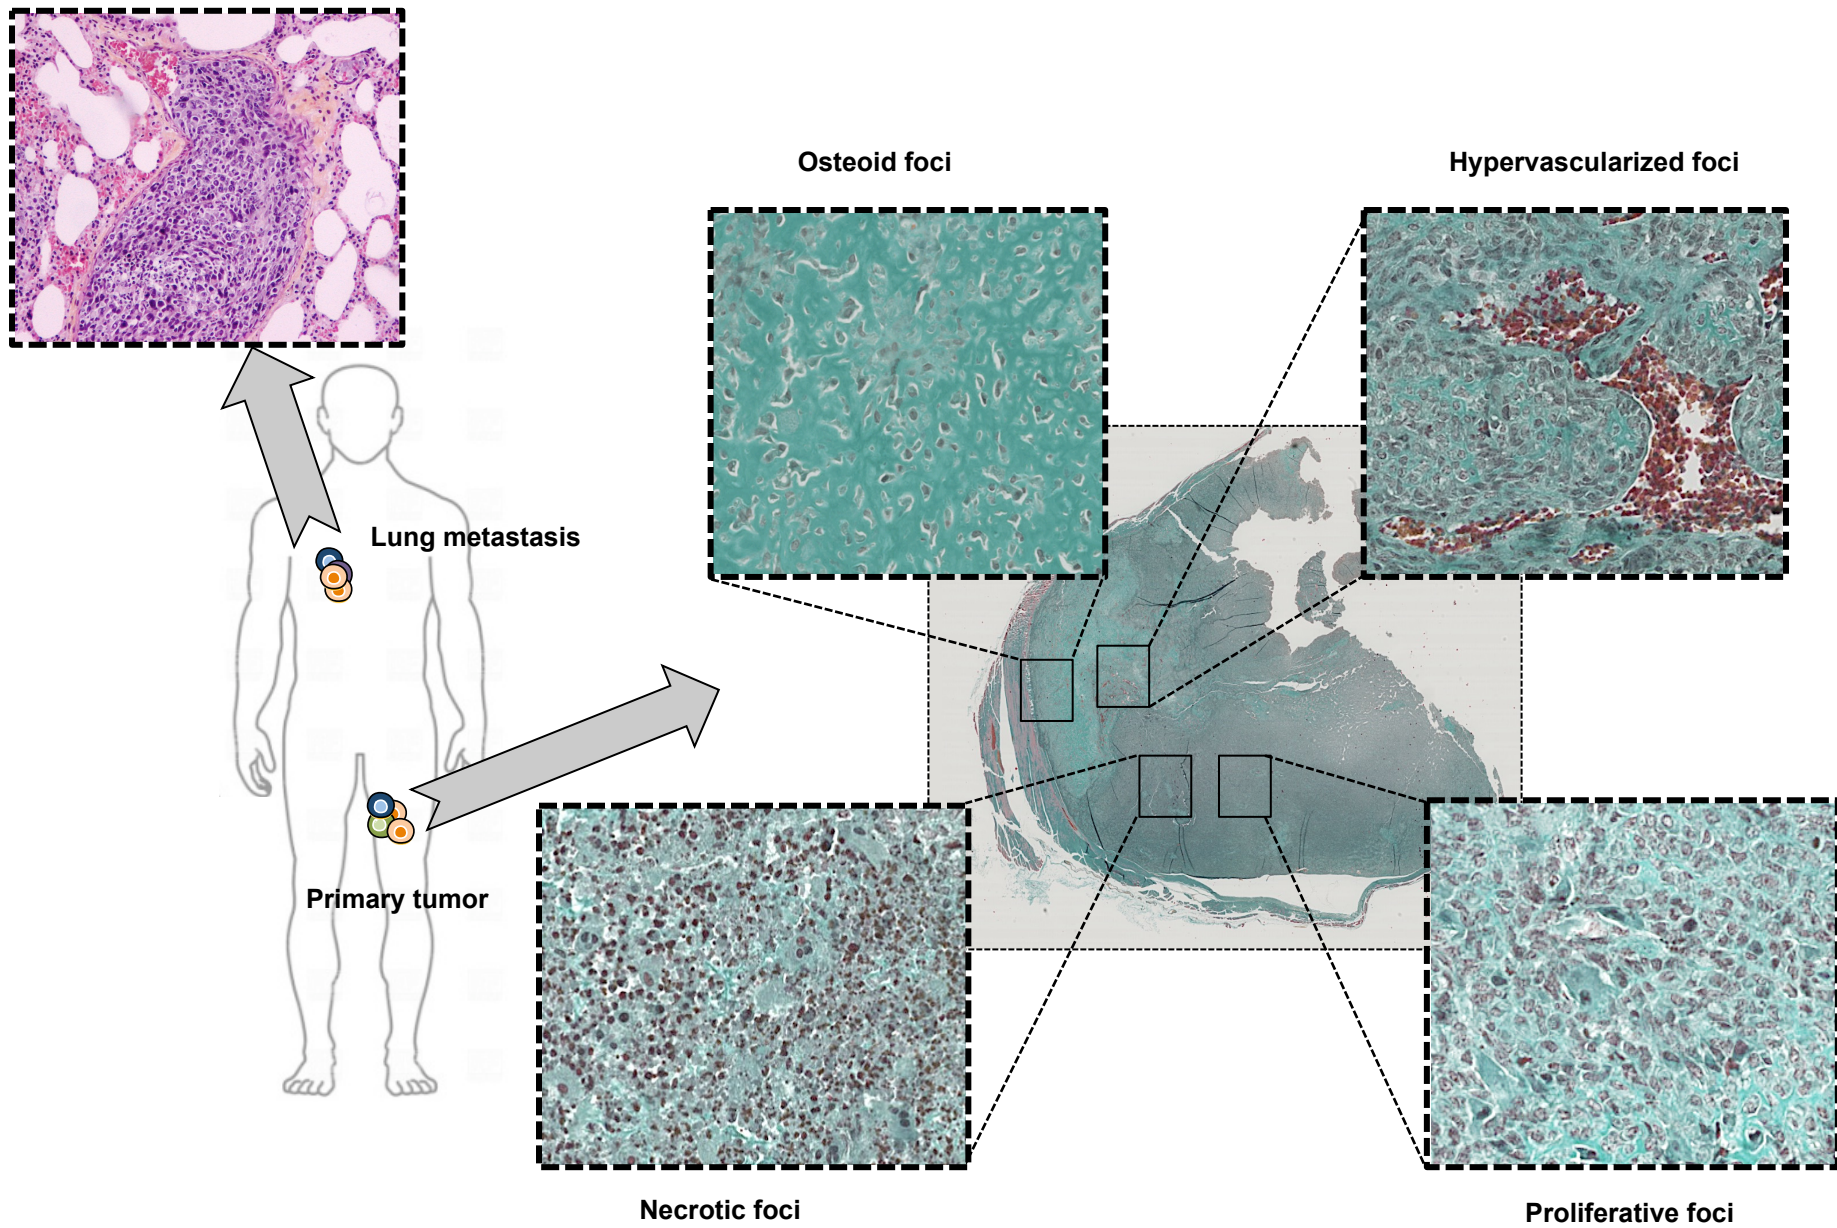 Osteoid foci
Hypervascularized foci
Lung metastasis
Primary tumor
Necrotic foci
Proliferative foci